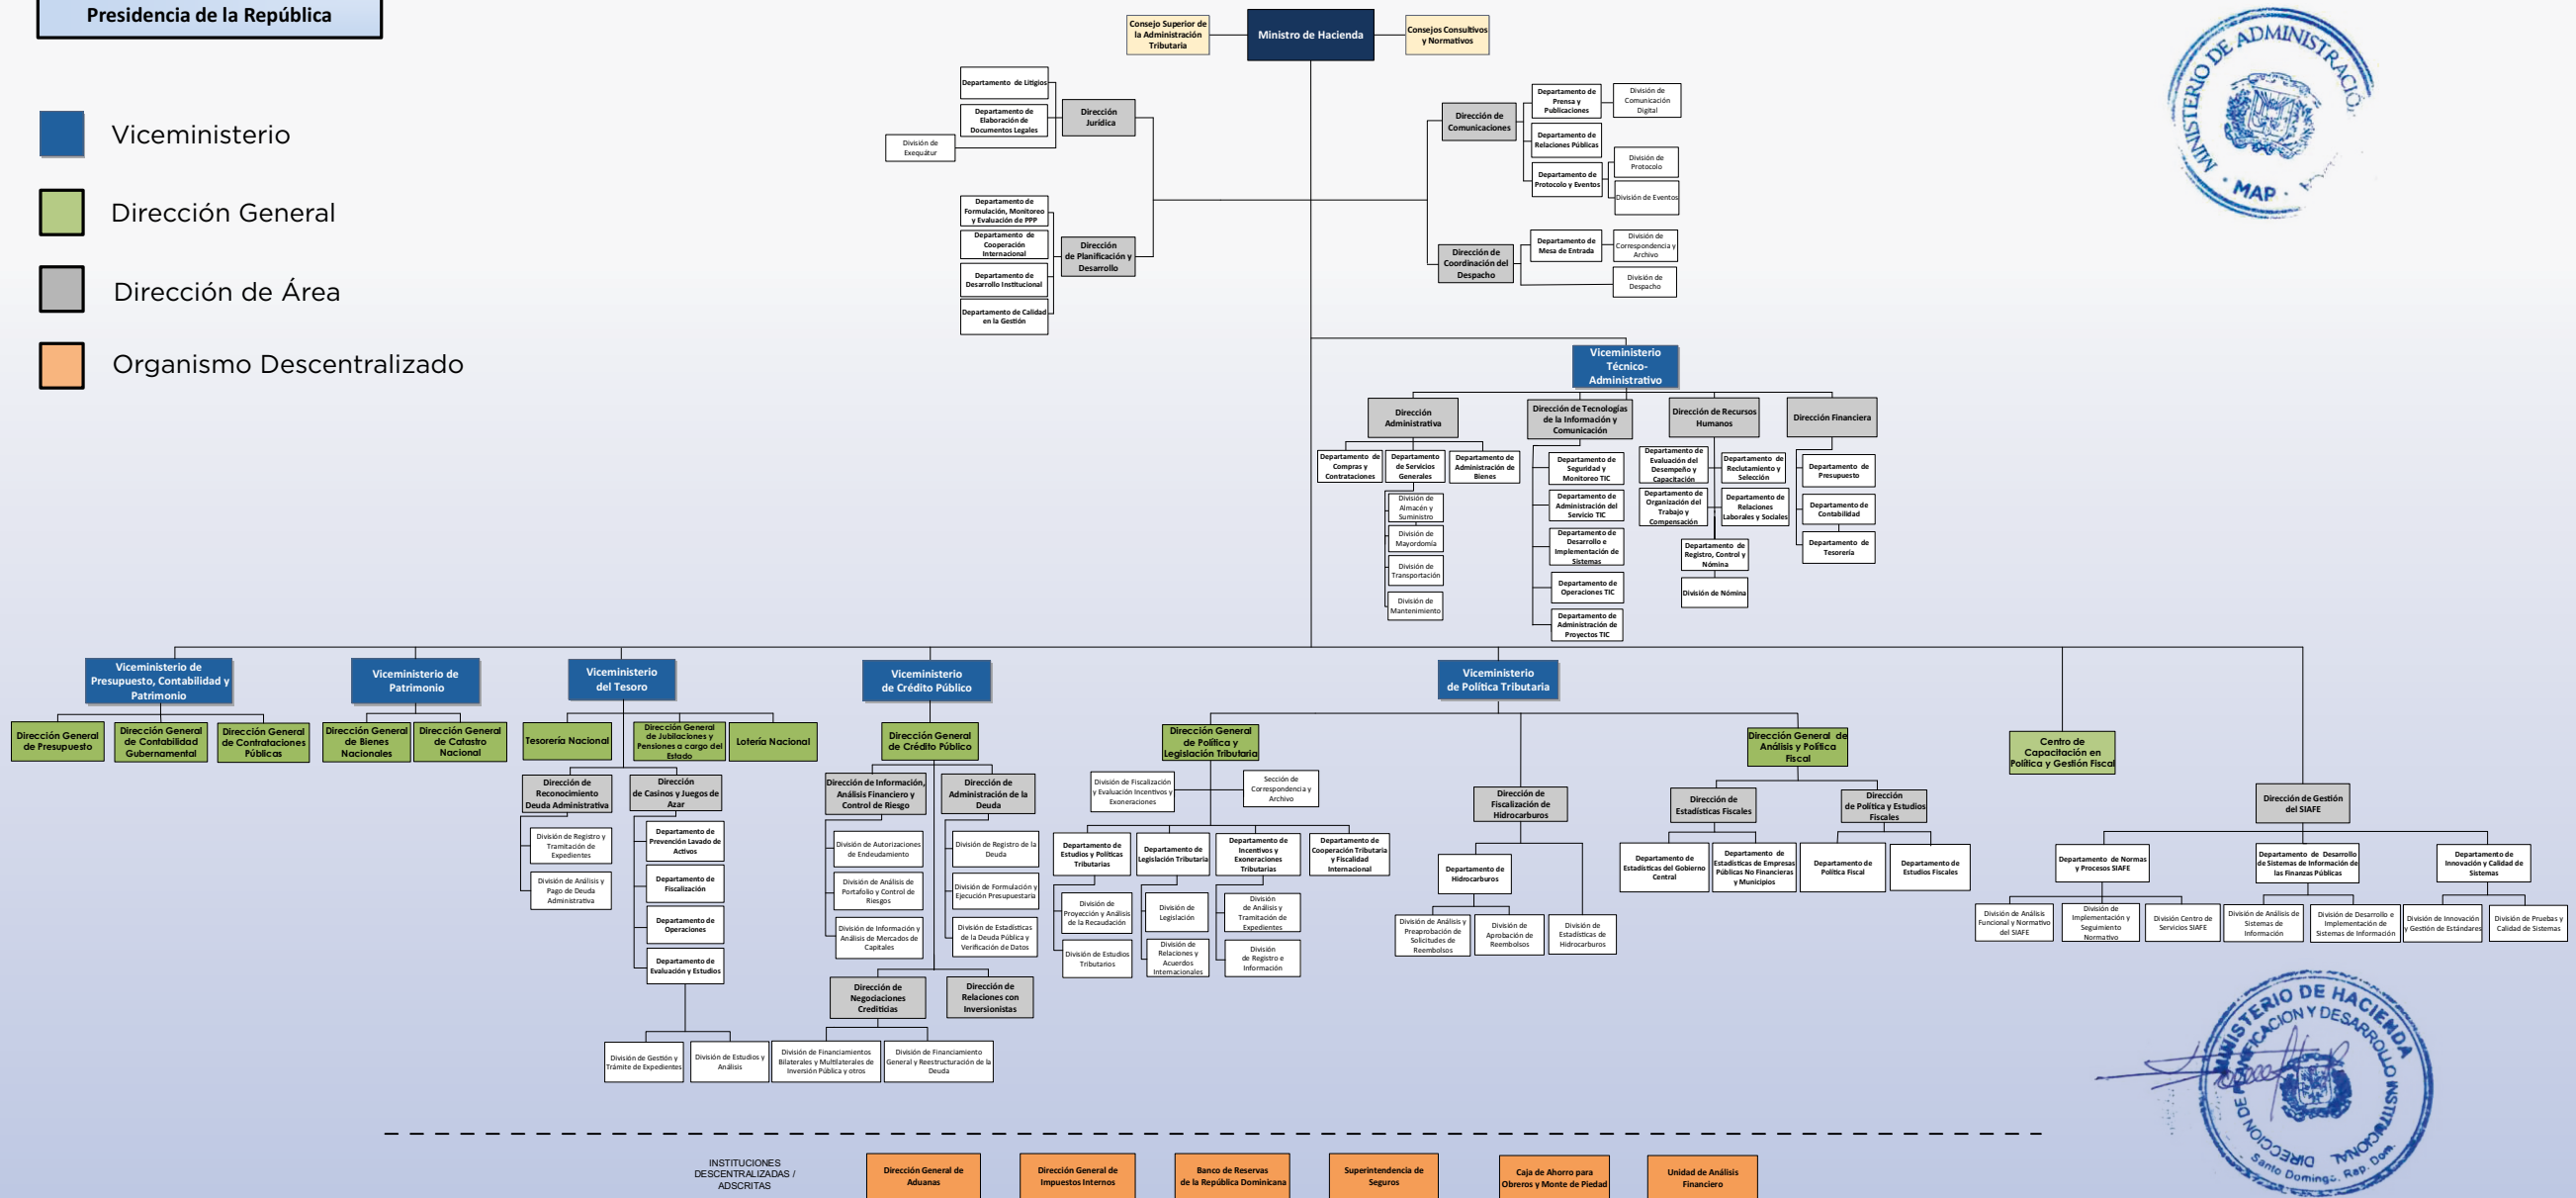 Presidencia de la República
Viceministerio
Dirección General
Dirección de Área
Organismo Descentralizado
Consejo Superior de
la Administración
Tributaria
Ministro de Hacienda
Consejos Consultivos
y Normativos
Departamento de Litigios
Departamento de
Elaboración de
Documentos Legales
División de
Exequátur
Dirección
Jurídica
Departamento de
Formulación, Monitoreo
y Evaluación de PPP
Departamento de
Cooperación
Internacional
Departamento de
Desarrollo Institucional
Departamento de Calidad
en la Gestión
Dirección
de Planificación y
Desarrollo
Dirección de
Comunicaciones
Departamento de
Prensa y
Publicaciones
División de
Comunicación
Digital
Departamento de
Relaciones Públicas
Departamento de
Protocolo y Eventos
División de
Protocolo
División de Eventos
Dirección de
Coordinación del
Despacho
Departamento de
Mesa de Entrada
División de
Correspondencia y
Archivo
División de
Despacho
MINISTERIO DE ADMINISTRACIÓ
MAP
Viceministerio
Técnico-
Administrativo
Dirección
Administrativa
Departamento de
Compras y
Contrataciones
Departamento
de Servicios
Generales
Departamento de
Administración de
Bienes
División de
Almacén y
Suministro
División de
Mayordomía
División de
Transportación
División de
Mantenimiento
Dirección de Tecnologías
de la Información y
Comunicación
Departamento de
Seguridad y
Monitoreo TIC
Departamento de
Administración del
Servicio TIC
Departamento de
Desarrollo e
Implementación de
Sistemas
Departamento de
Operaciones TIC
Departamento de
Administración de
Proyectos TIC
Dirección de Recursos
Humanos
Departamento de
Evaluación del
Desempeño y
Capacitación
Departamento de
Reclutamiento y
Selección
Departamento de
Organización del
Trabajo y
Compensación
Departamento de
Relaciones
Laborales y Sociales
Departamento de
Registro, Control y
Nómina
División de Nómina
Dirección Financiera
Departamento de
Presupuesto
Departamento de
Contabilidad
Departamento de
Tesorería
Viceministerio de
Presupuesto, Contabilidad y
Patrimonio
Dirección General
de Presupuesto
Dirección General
de Contabilidad
Gubernamental
Dirección General
de Contrataciones
Públicas
Viceministerio de
Patrimonio
Dirección General
de Bienes
Nacionales
Dirección General
de Catastro
Nacional
Viceministerio
del Tesoro
Tesorería Nacional
Dirección General
de Jubilaciones y
Pensiones a cargo del
Estado
Lotería Nacional
Dirección de
Reconocimiento
Deuda Administrativa
División de Registro y
Tramitación de
Expedientes
División de Análisis y
Pago de Deuda
Administrativa
Dirección
de Casinos y Juegos de
Azar
Departamento de
Prevención Lavado de
Activos
Departamento de
Fiscalización
Departamento de
Operaciones
Departamento de
Evaluación y Estudios
División de Gestión y
Trámite de Expedientes
División de Estudios y
Análisis
Viceministerio
de Crédito Público
Dirección General
de Crédito Público
Dirección de Información,
Análisis Financiero y
Control de Riesgo
División de Autorizaciones
de Endeudamiento
División de Análisis de
Portafolio y Control de
Riesgos
División de Información y
Análisis de Mercados de
Capitales
Dirección de
Administración de la
Deuda
División de Registro de la
Deuda
División de Formulación y
Ejecución Presupuestaria
División de Estadísticas
de la Deuda Pública y
Verificación de Datos
Dirección de
Negociaciones
Crediticias
Dirección de
Relaciones con
Inversionistas
División de Financiamientos
Bilaterales y Multilaterales de
Inversión Pública y otros
División de Financiamiento
General y Reestructuración de la
Deuda
Viceministerio
de Política Tributaria
Dirección General
de Política y
Legislación Tributaria
División de Fiscalización
y Evaluación Incentivos y
Exoneraciones
Sección de
Correspondencia y
Archivo
Departamento de
Estudios y Políticas
Tributarias
División de
Proyección y Análisis
de la Recaudación
División de Estudios
Tributarios
Departamento de
Legislación Tributaria
División de
Legislación
División de
Relaciones y
Acuerdos
Internacionales
Departamento de
Incentivos y
Exoneraciones
Tributarias
División
de Análisis y
Tramitación de
Expedientes
División
de Registro e
Información
Departamento de
Cooperación Tributaria
y Fiscalidad
Internacional
Dirección de
Fiscalización de
Hidrocarburos
Departamento de
Hidrocarburos
División de Análisis y
Preaprobación de
Solicitudes de
Reembolsos
División de
Aprobación de
Reembolsos
División de
Estadísticas de
Hidrocarburos
Dirección General de
Análisis y Política
Fiscal
Dirección de
Estadísticas Fiscales
Departamento de
Estadísticas del Gobierno
Central
Departamento de
Estadísticas de Empresas
Públicas No Financieras
y Municipios
Dirección
de Política y Estudios
Fiscales
Departamento de
Política Fiscal
Departamento de
Estudios Fiscales
Centro de
Capacitación en
Política y Gestión Fiscal
Dirección de Gestión
del SIAFE
Departamento de Normas
y Procesos SIAFE
División de Análisis
Funcional y Normativo
del SIAFE
División de
Implementación y
Seguimiento
Normativo
División Centro de
Servicios SIAFE
Departamento de Desarrollo
de Sistemas de Información de
las Finanzas Públicas
División de Análisis de
Sistemas de
Información
División de Desarrollo e
Implementación de
Sistemas de Información
Departamento de
Innovación y Calidad de
Sistemas
División de Innovación
y Gestión de Estándares
División de Pruebas y
Calidad de Sistemas
MINISTERIO DE HACIENDA
DIRECCION DE PLANIFICACION Y DESARROLLO INSTITUCIONAL
Santo Domingo, Rep. Dom.
INSTITUCIONES
DESCENTRALIZADAS /
ADSCRITAS
Dirección General de
Aduanas
Dirección General de
Impuestos Internos
Banco de Reservas
de la República Dominicana
Superintendencia de
Seguros
Caja de Ahorro para
Obreros y Monte de Piedad
Unidad de Análisis
Financiero